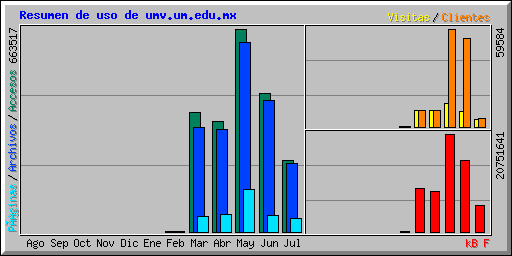 Resumen de uso de umv.um.edu.mx
Visitas/Clientes
663517
59584
20751641
Páginas/Archivos/Accesos
Ago Sep Oct Nov Dic Ene Feb Mar Abr May Jun Jul
kB F